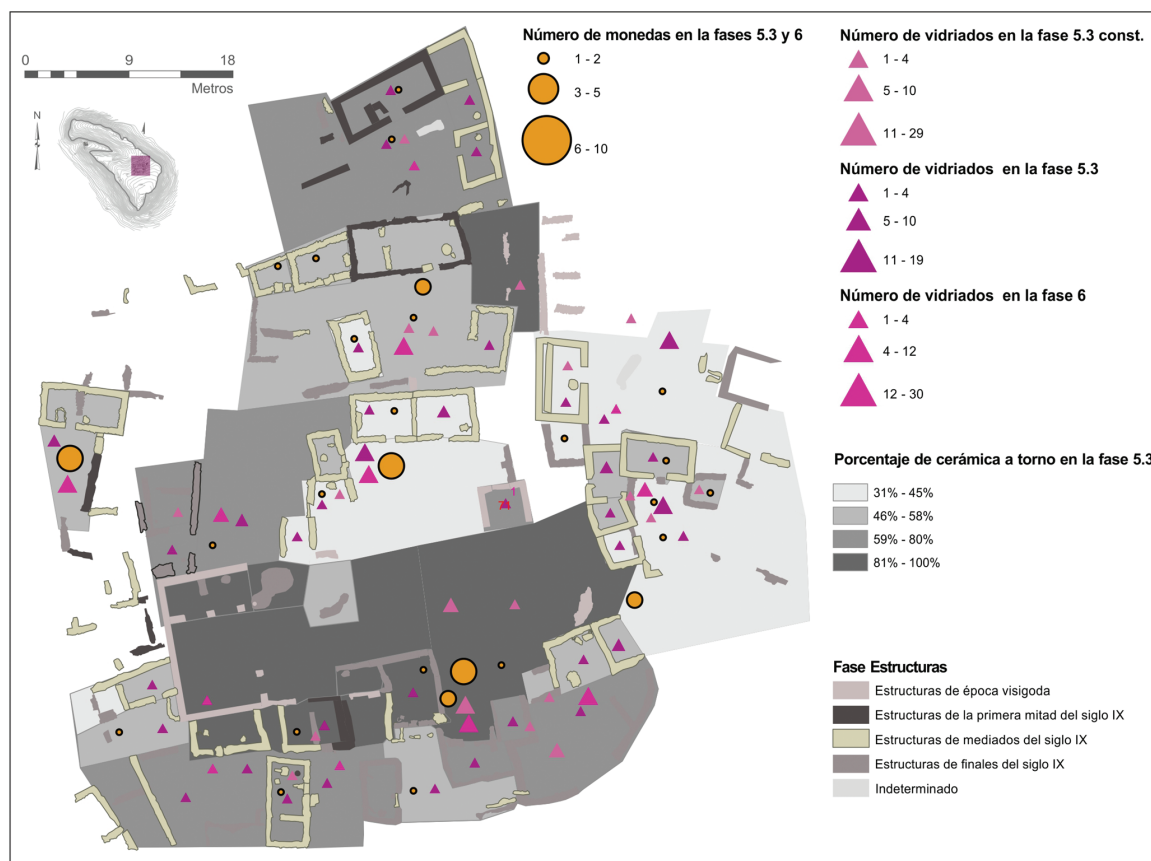 0 9 18
Metros
N
Número de monedas en la fases 5.3 y 6
1 - 2
3 - 5
6 - 10
Número de vidriados en la fase 5.3 const.
1 - 4
5 - 10
11 - 29
Número de vidriados en la fase 5.3
1 - 4
5 - 10
11 - 19
Número de vidriados en la fase 6
1 - 4
4 - 12
12 - 30
1
Porcentaje de cerámica a torno en la fase 5.3
31% - 45%
46% - 58%
59% - 80%
81% - 100%
Fase Estructuras
Estructuras de época visigoda
Estructuras de la primera mitad del siglo IX
Estructuras de mediados del siglo IX
Estructuras de finales del siglo IX
Indeterminado